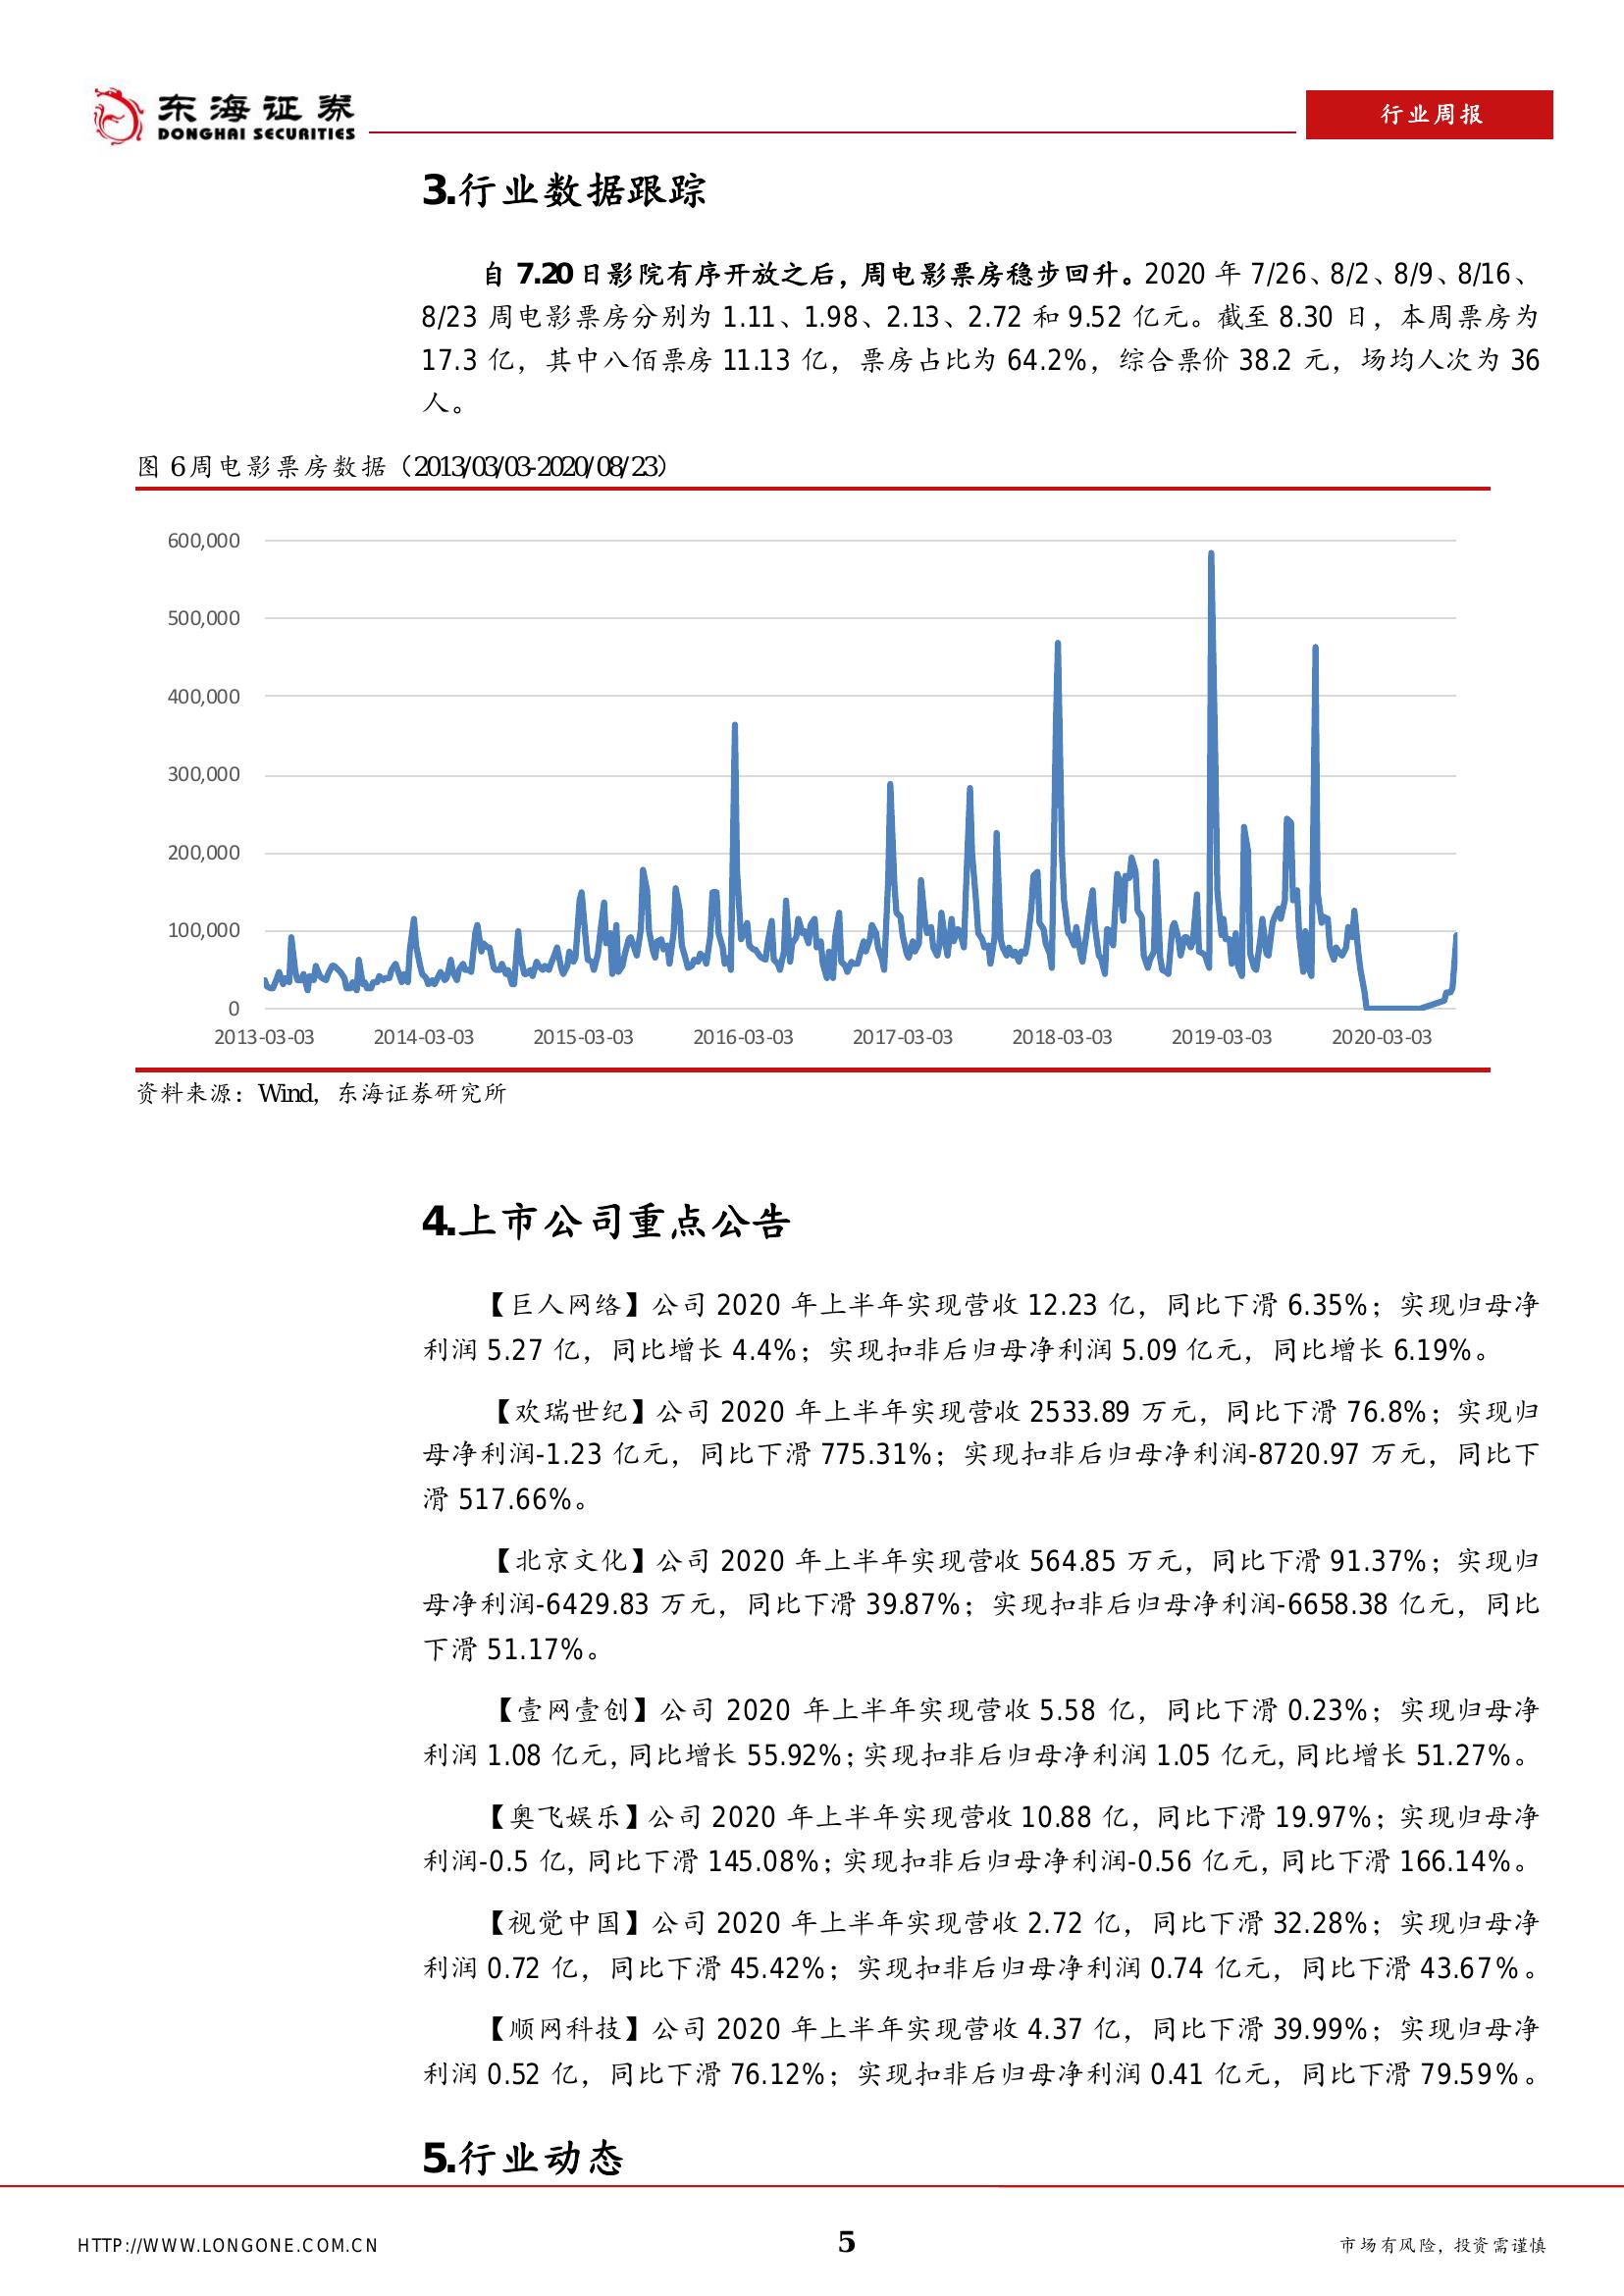 东海证券
DONGHAI SECURITIES
行业周报
3.行业数据跟踪
自 7.20 日影院有序开放之后，周电影票房稳步回升。2020 年 7/26、8/2、8/9、8/16、
8/23 周电影票房分别为 1.11、1.98、2.13、2.72 和 9.52 亿元。截至 8.30 日，本周票房为
17.3 亿，其中八佰票房 11.13 亿，票房占比为 64.2%，综合票价 38.2 元，场均人次为 36
人。
图 6 周电影票房数据（2013/03/03-2020/08/23）
600,000
500,000
400,000
300,000
200,000
100,000
0
2013-03-03 2014-03-03 2015-03-03 2016-03-03 2017-03-03 2018-03-03 2019-03-03 2020-03-03
资料来源：Wind，东海证券研究所
4.上市公司重点公告
【巨人网络】公司 2020 年上半年实现营收 12.23 亿，同比下滑 6.35%；实现归母净
利润 5.27 亿，同比增长 4.4%；实现扣非后归母净利润 5.09 亿元，同比增长 6.19%。
【欢瑞世纪】公司 2020 年上半年实现营收 2533.89 万元，同比下滑 76.8%；实现归
母净利润-1.23 亿元，同比下滑 775.31%；实现扣非后归母净利润-8720.97 万元，同比下
滑 517.66%。
【北京文化】公司 2020 年上半年实现营收 564.85 万元，同比下滑 91.37%；实现归
母净利润-6429.83 万元，同比下滑 39.87%；实现扣非后归母净利润-6658.38 亿元，同比
下滑 51.17%。
【壹网壹创】公司 2020 年上半年实现营收 5.58 亿，同比下滑 0.23%；实现归母净
利润 1.08 亿元，同比增长 55.92%；实现扣非后归母净利润 1.05 亿元，同比增长 51.27%。
【奥飞娱乐】公司 2020 年上半年实现营收 10.88 亿，同比下滑 19.97%；实现归母净
利润-0.5 亿，同比下滑 145.08%；实现扣非后归母净利润-0.56 亿元，同比下滑 166.14%。
【视觉中国】公司 2020 年上半年实现营收 2.72 亿，同比下滑 32.28%；实现归母净
利润 0.72 亿，同比下滑 45.42%；实现扣非后归母净利润 0.74 亿元，同比下滑 43.67%。
【顺网科技】公司 2020 年上半年实现营收 4.37 亿，同比下滑 39.99%；实现归母净
利润 0.52 亿，同比下滑 76.12%；实现扣非后归母净利润 0.41 亿元，同比下滑 79.59%。
5.行业动态
HTTP://WWW.LONGONE.COM.CN
5
市场有风险，投资需谨慎